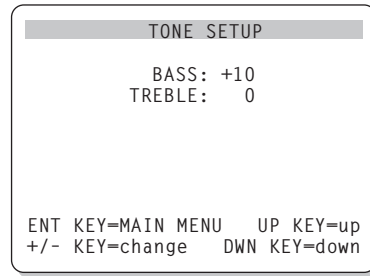 TONE SETUP
BASS: +10
TREBLE: 0
ENT KEY=MAIN MENU UP KEY=up
+/- KEY=change DWN KEY=down